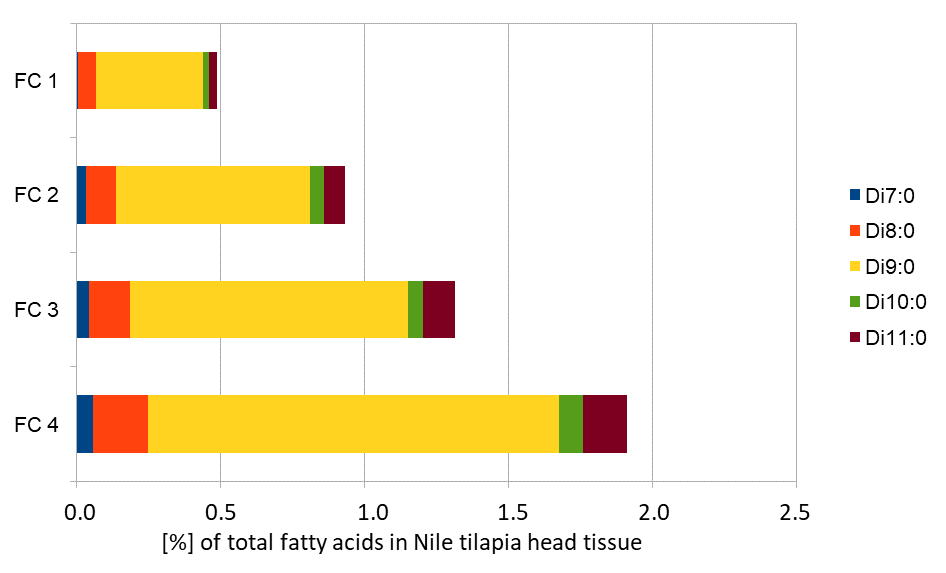 FC 1
FC 2
FC 3
FC 4
Di7:0
Di8:0
Di9:0
Di10:0
Di11:0
0.0 0.5 1.0 1.5 2.0 2.5
[%] of total fatty acids in Nile tilapia head tissue